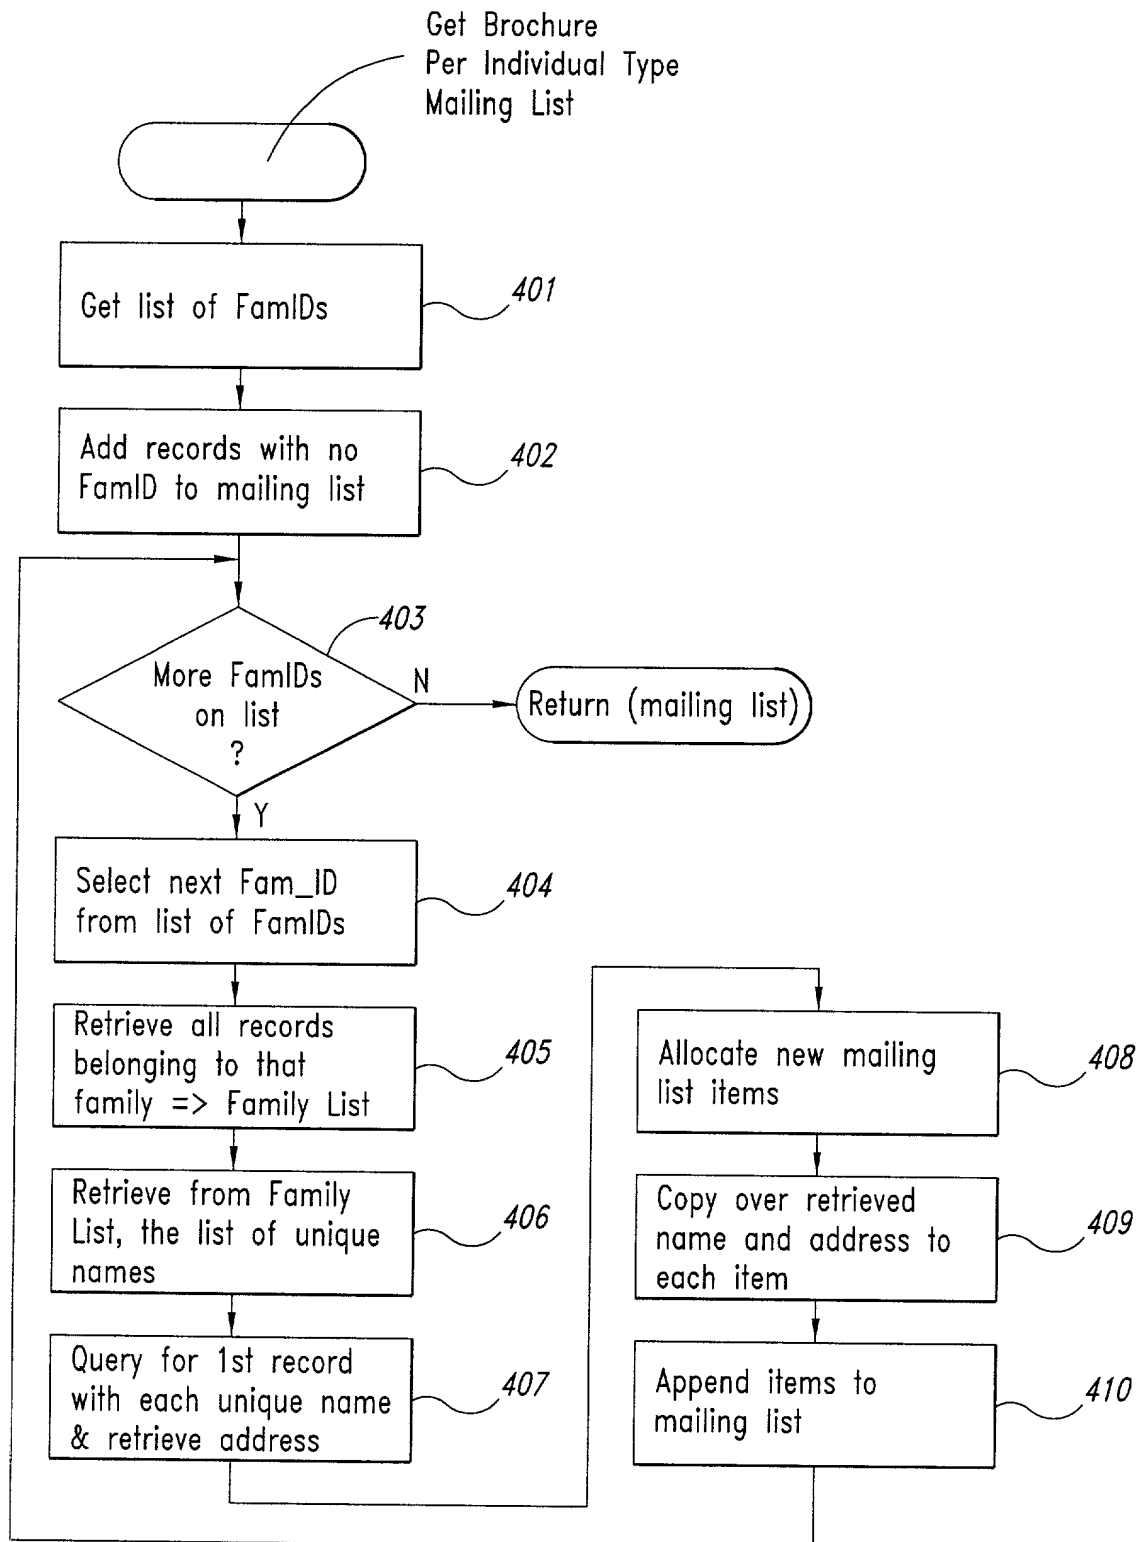 Get Brochure
Per Individual Type
Mailing List
Get list of FamIDs
401
Add records with no
FamID to mailing list
402
403
More FamIDs
on list
?
N
Return (mailing list)
Y
Select next Fam_ID
from list of FamIDs
404
Retrieve all records
belonging to that
family => Family List
405
Retrieve from Family
List, the list of unique
names
406
Query for 1st record
with each unique name
& retrieve address
407
Allocate new mailing
list items
408
Copy over retrieved
name and address to
each item
409
Append items to
mailing list
410